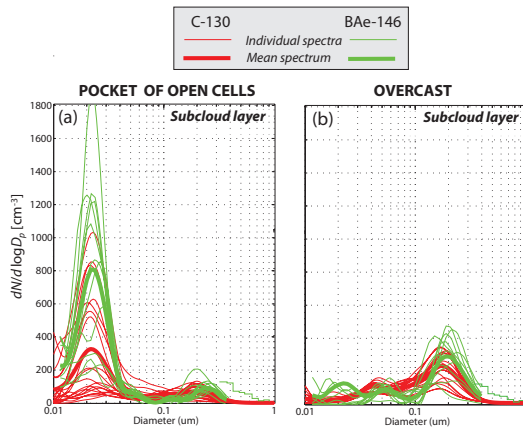 C-130 BAe-146
Individual spectra
Mean spectrum
POCKET OF OPEN CELLS OVERCAST
(a) Subcloud layer
(b) Subcloud layer
1800
1600
1400
1200
1000
800
600
400
200
0
dN/d logDp [cm-3]
0.01 0.1 1
0.01 0.1
Diameter (um) Diameter (um)